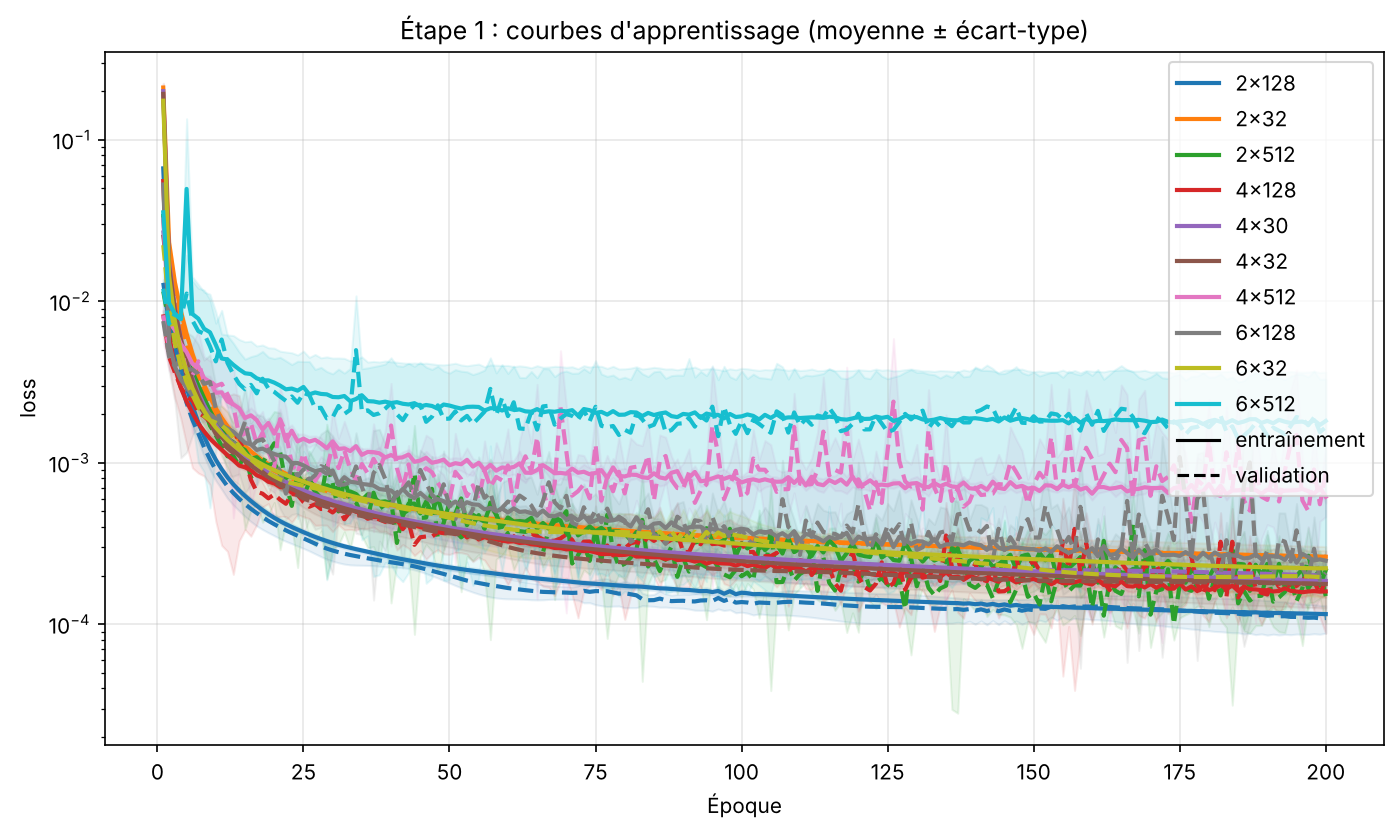 Étape 1 : courbes d'apprentissage (moyenne ± écart-type)
loss
10⁻¹
10⁻²
10⁻³
10⁻⁴
2×128
2×32
2×512
4×128
4×30
4×32
4×512
6×128
6×32
6×512
entraînement
validation
0 25 50 75 100 125 150 175 200
Époque